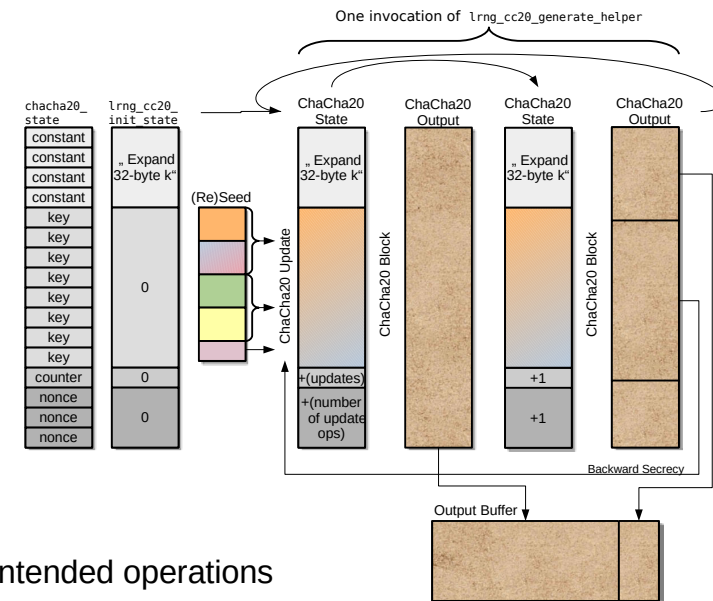 One invocation of lrng_cc20_generate_helper
chacha20_
state
lrng_cc20_
init_state
ChaCha20
State
ChaCha20
Output
ChaCha20
State
ChaCha20
Output
constant
constant
constant
constant
key
key
key
key
key
key
key
key
counter
nonce
nonce
nonce
„ Expand
32-byte k“
0
0
0
(Re)Seed
ChaCha20 Update
„ Expand
32-byte k“
+(updates)
+(number
of update
ops)
ChaCha20 Block
„ Expand
32-byte k“
+1
+1
ChaCha20 Block
Backward Secrecy
Output Buffer
ntended operations